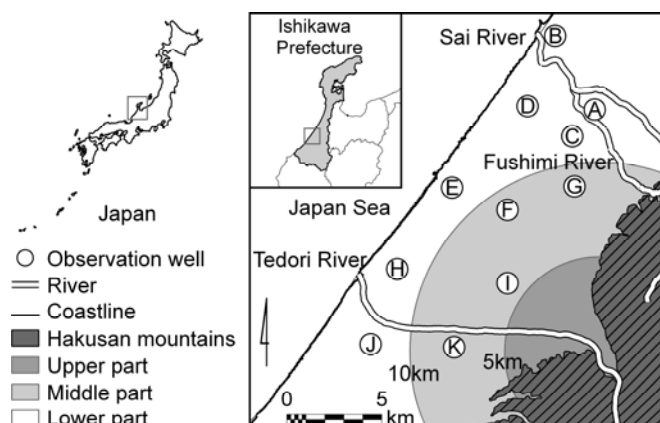 Ishikawa
Prefecture
Sai River
B
D
A
C
Fushimi River
E
G
F
Japan
Japan Sea
Observation well
River
Coastline
Hakusan mountains
Upper part
Middle part
Lower part
Tedori River
H
I
J
K
5km
10km
0
5
km